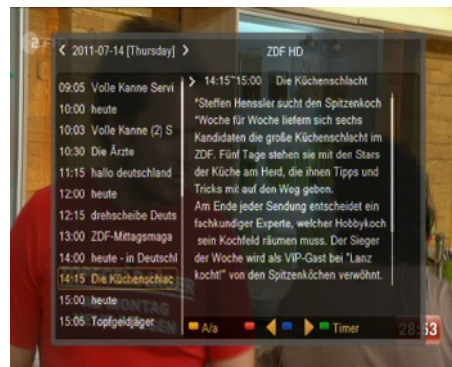 ZDF
< 2011-07-14 [Thursday] >
ZDF HD
09:05 Volle Kanne Servi
10:00 heute
10:03 Volle Kanne (2) S
10:30 Die Ärzte
11:15 hallo deutschland
12:00 heute
12:15 drehscheibe Deuts
13:00 ZDF-Mittagsmaga
14:00 heute - in Deutschl
14:15 Die Küchenschlac
15:00 heute
15:05 Topfgeldjäger
> 14:15~15:00 Die Küchenschlacht
"Steffen Henssler sucht den Spitzenkoch
"Woche für Woche liefern sich sechs
Kandidaten die große Küchenschlacht im
ZDF. Fünf Tage stehen sie mit den Stars
der Küche am Herd, die ihnen Tipps und
Tricks mit auf den Weg geben.
Am Ende jeder Sendung entscheidet ein
fachkundiger Experte, welcher Hobbykoch
sein Kochfeld räumen muss. Der Sieger
der Woche wird als VIP-Gast bei "Lanz
kocht!" von den Spitzenköchen verwöhnt.
MONTAG
A/a
Timer
28:53